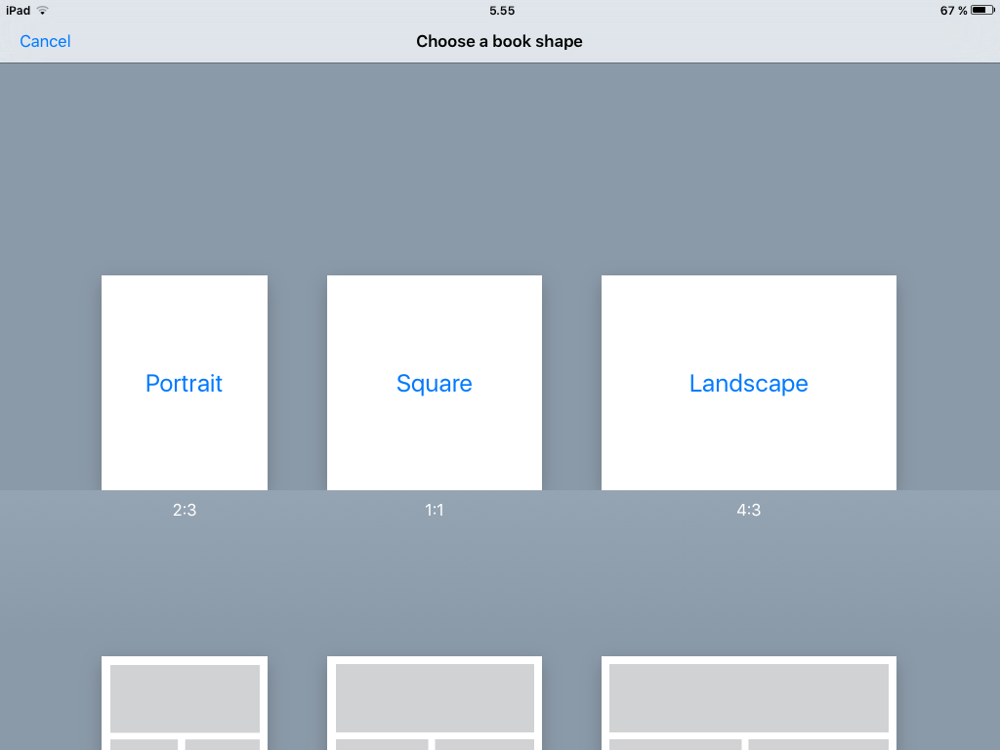 iPad 5.55 67 %
Cancel Choose a book shape
Portrait Square Landscape
2:3 1:1 4:3